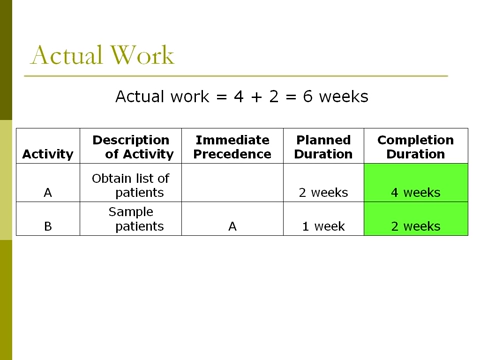 Actual Work
Actual work = 4 + 2 = 6 weeks
Activity | Description of Activity | Immediate Precedence | Planned Duration | Completion Duration
A | Obtain list of patients | | 2 weeks | 4 weeks
B | Sample patients | A | 1 week | 2 weeks